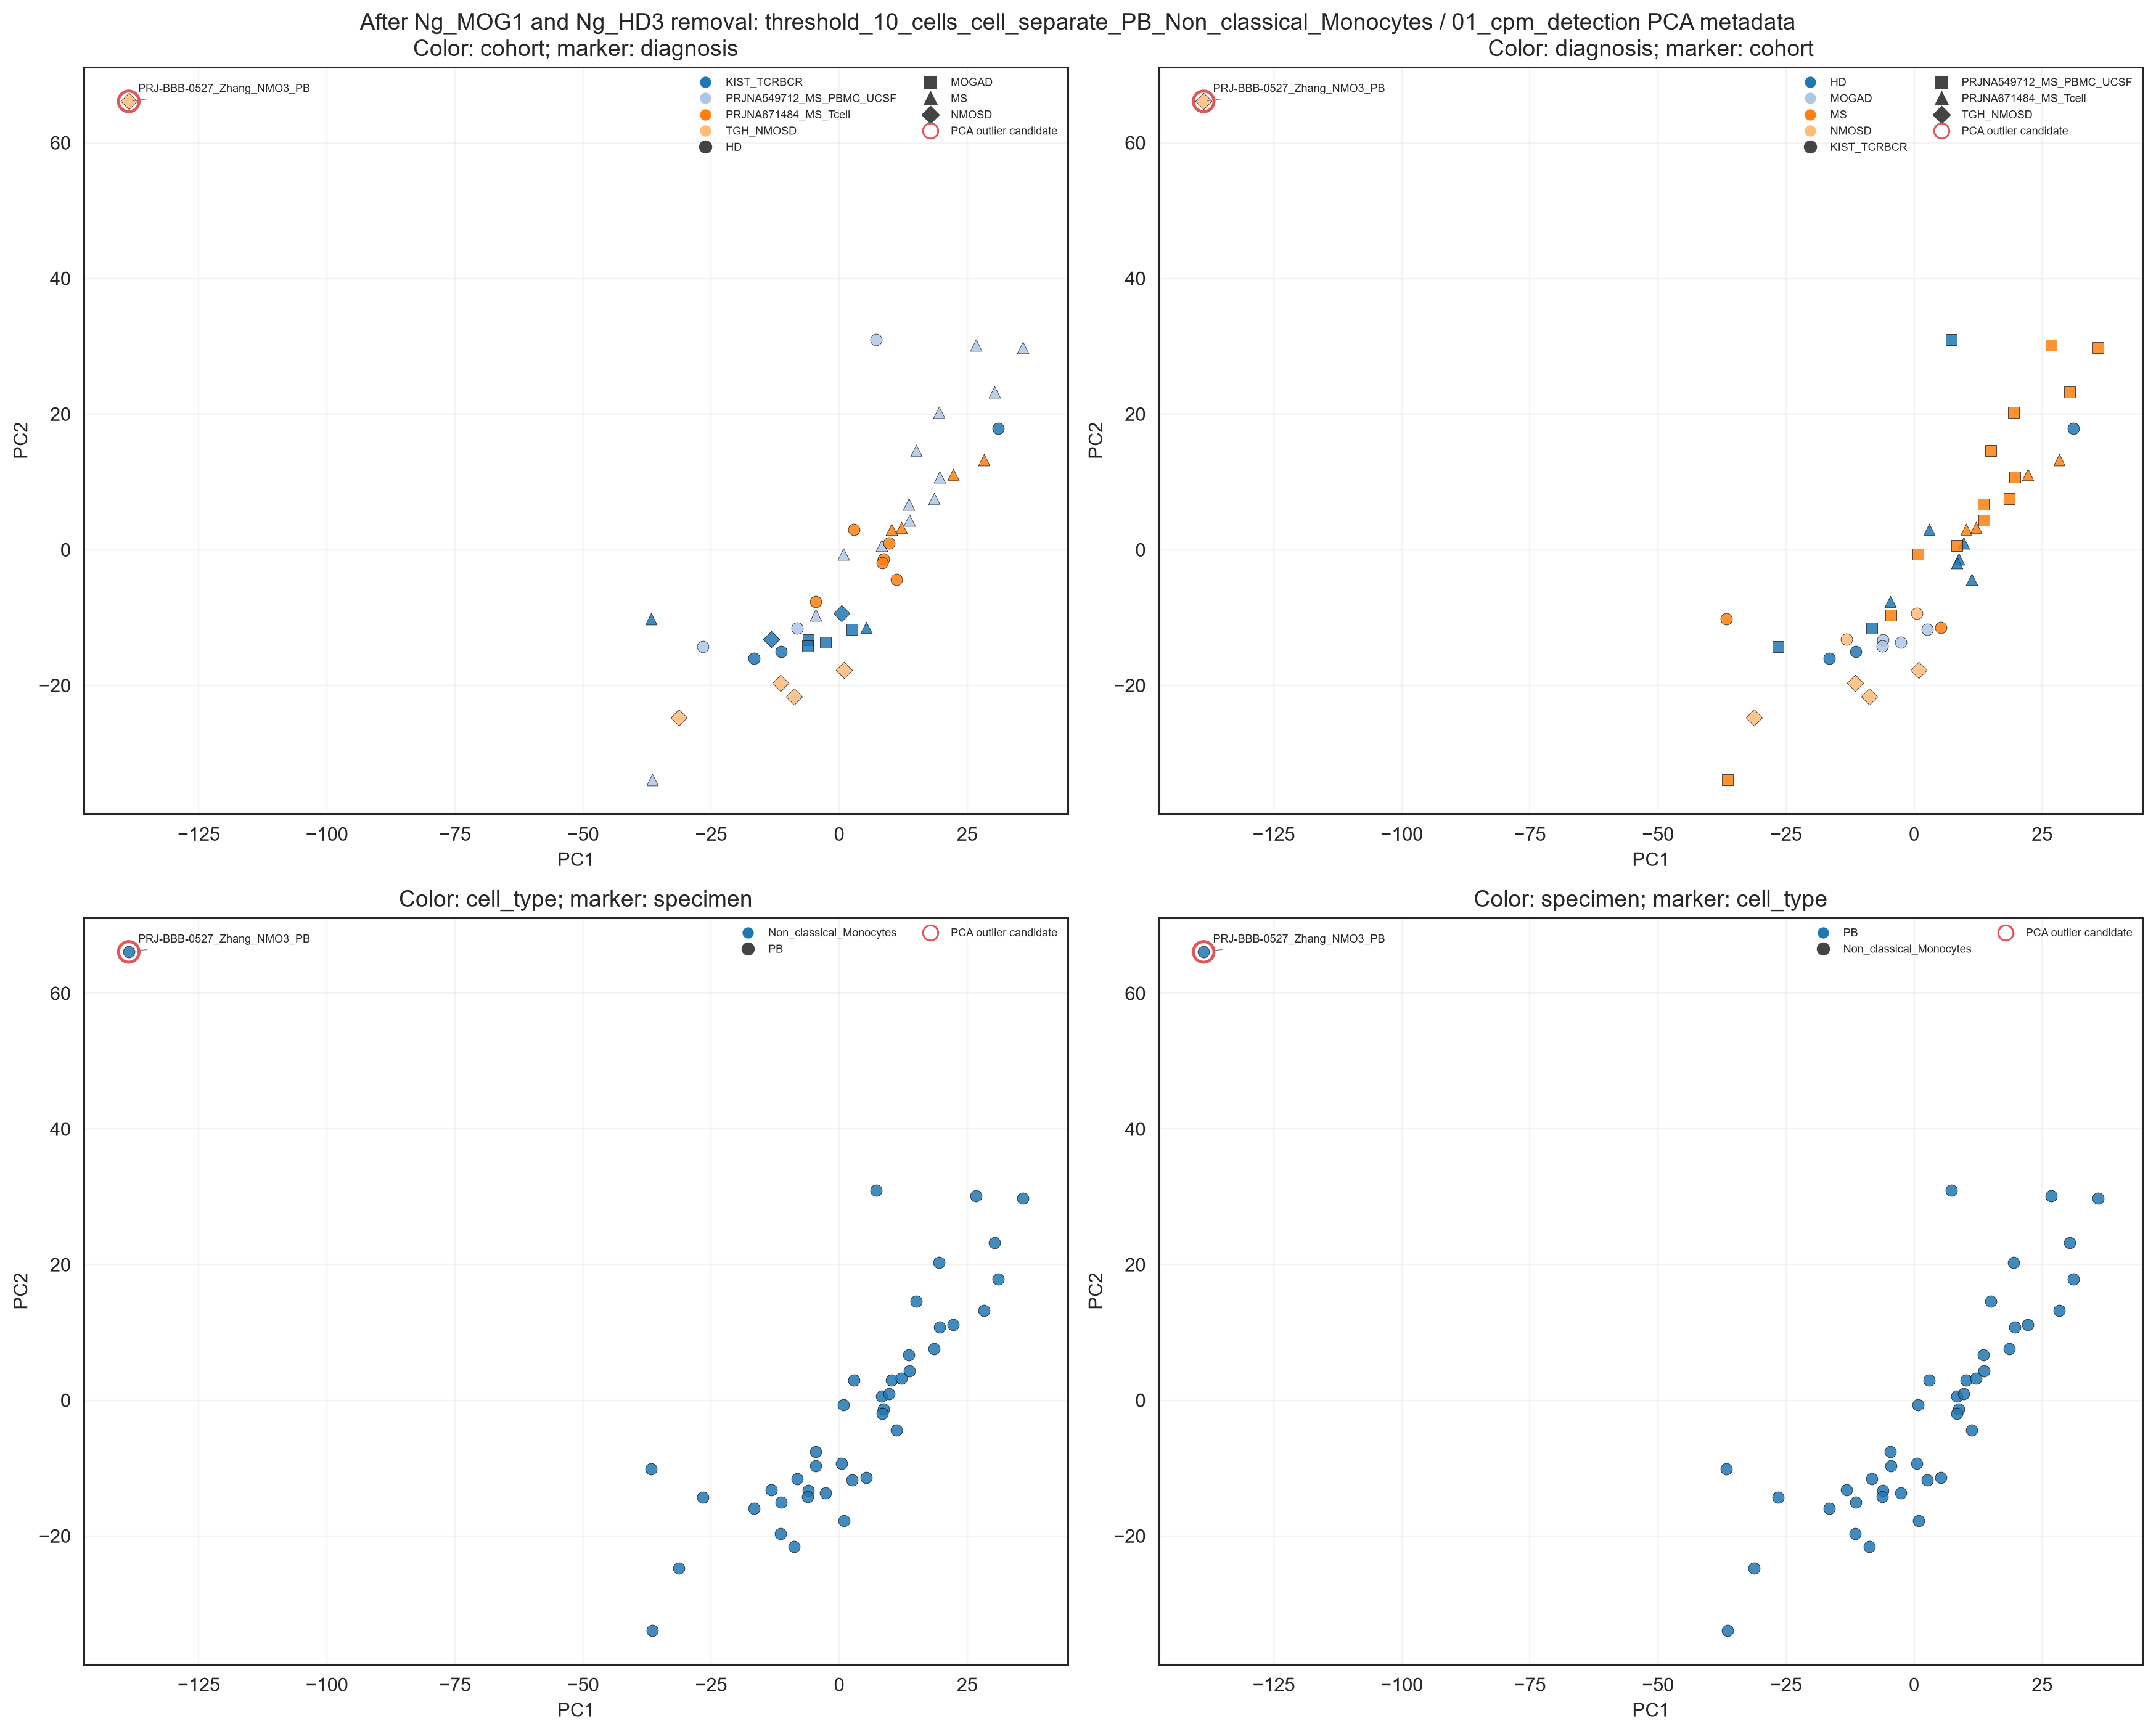 After Ng_MOG1 and Ng_HD3 removal: threshold_10_cells_cell_separate_PB_Non_classical_Monocytes / 01_cpm_detection PCA metadata
Color: cohort; marker: diagnosis
PRJ-BBB-0527_Zhang_NMO3_PB
KIST_TCRBCR
PRJNA549712_MS_PBMC_UCSF
PRJNA671484_MS_Tcell
TGH_NMOSD
HD
MOGAD
MS
NMOSD
PCA outlier candidate
60
40
20
0
−20
PC2
−125
−100
−75
−50
−25
0
25
PC1
Color: diagnosis; marker: cohort
PRJ-BBB-0527_Zhang_NMO3_PB
HD
MOGAD
MS
NMOSD
KIST_TCRBCR
PRJNA549712_MS_PBMC_UCSF
PRJNA671484_MS_Tcell
TGH_NMOSD
PCA outlier candidate
60
40
20
0
−20
PC2
−125
−100
−75
−50
−25
0
25
PC1
Color: cell_type; marker: specimen
PRJ-BBB-0527_Zhang_NMO3_PB
Non_classical_Monocytes
PB
PCA outlier candidate
60
40
20
0
−20
PC2
−125
−100
−75
−50
−25
0
25
PC1
Color: specimen; marker: cell_type
PRJ-BBB-0527_Zhang_NMO3_PB
PB
Non_classical_Monocytes
PCA outlier candidate
60
40
20
0
−20
PC2
−125
−100
−75
−50
−25
0
25
PC1